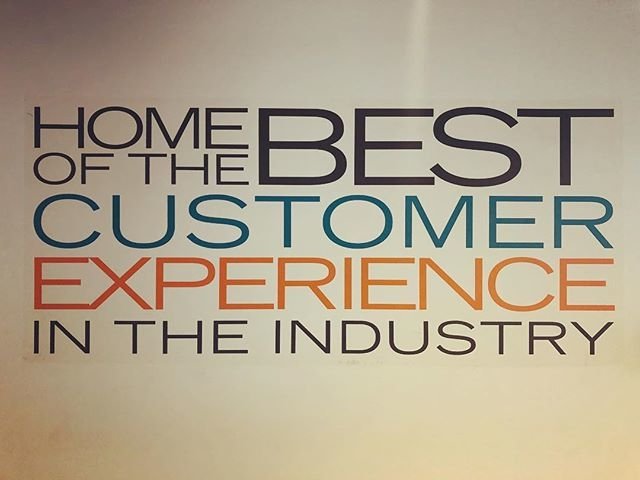 HOME
OF THE BEST
CUSTOMER
EXPERIENCE
IN THE INDUSTRY